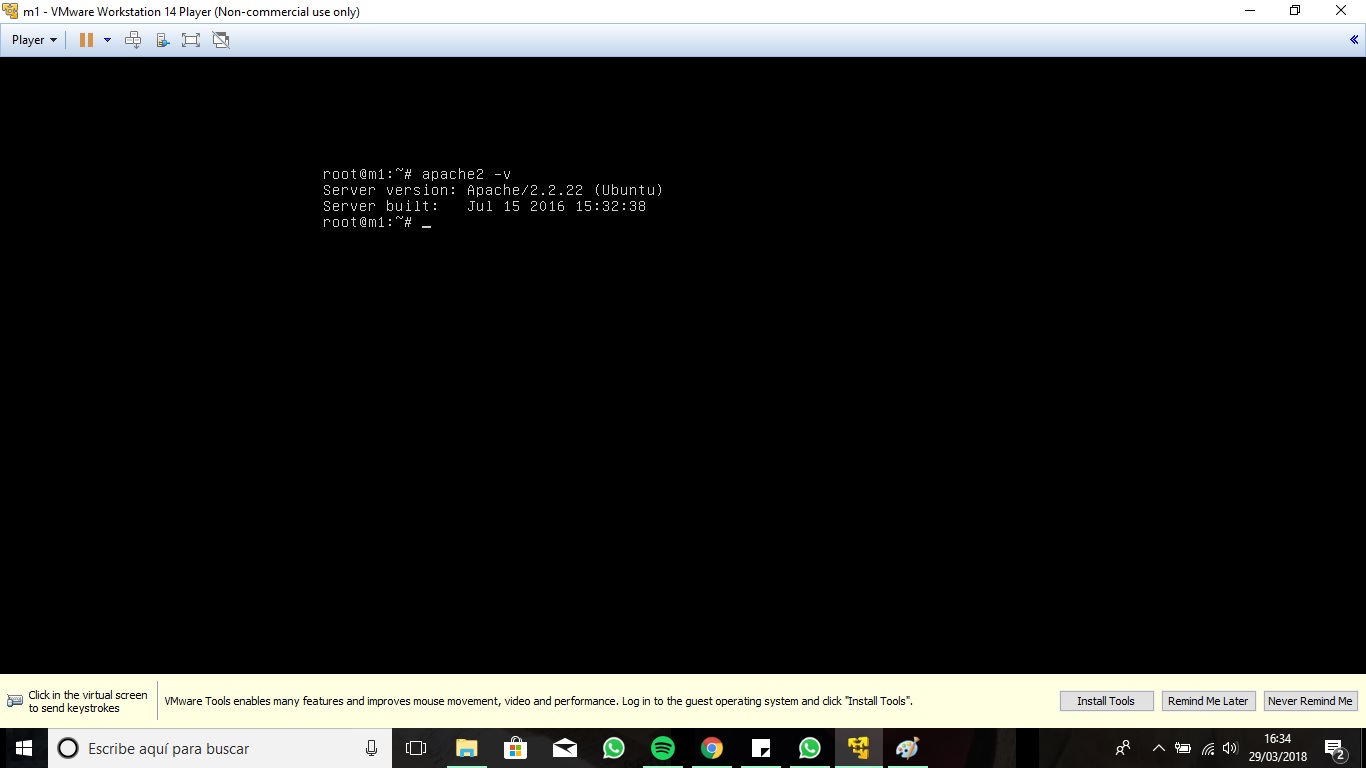 m1 - VMware Workstation 14 Player (Non-commercial use only)
Player
root@m1:~# apache2 -v
Server version: Apache/2.2.22 (Ubuntu)
Server built:   Jul 15 2016 15:32:38
root@m1:~# _
Click in the virtual screen
to send keystrokes
VMware Tools enables many features and improves mouse movement, video and performance. Log in to the guest operating system and click "Install Tools".
Install Tools
Remind Me Later
Never Remind Me
Escribe aquí para buscar
16:34
29/03/2018
2